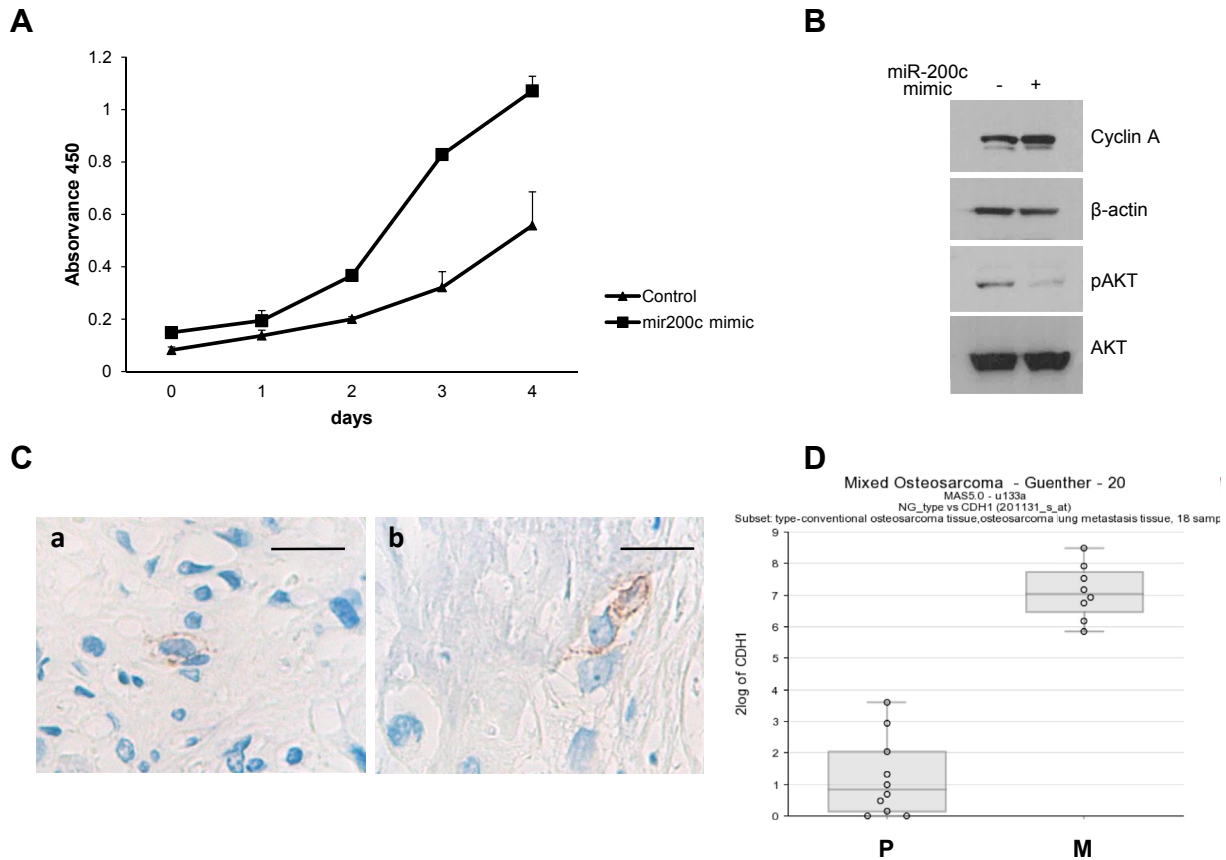 A
1.2
1
0.8
0.6
0.4
0.2
0
Absorvance 450
0 1 2 3 4
days
Control
mir200c mimic
B
miR-200c
mimic
- +
Cyclin A
β-actin
pAKT
AKT
C
a
b
D
Mixed Osteosarcoma - Guenther - 20
MAS5.0 - u133a
NG_type vs CDH1 (201131_s_at)
Subset: type-conventional osteosarcoma tissue,osteosarcoma lung metastasis tissue, 18 samp
9
8
7
6
5
4
3
2
1
0
2log of CDH1
P M